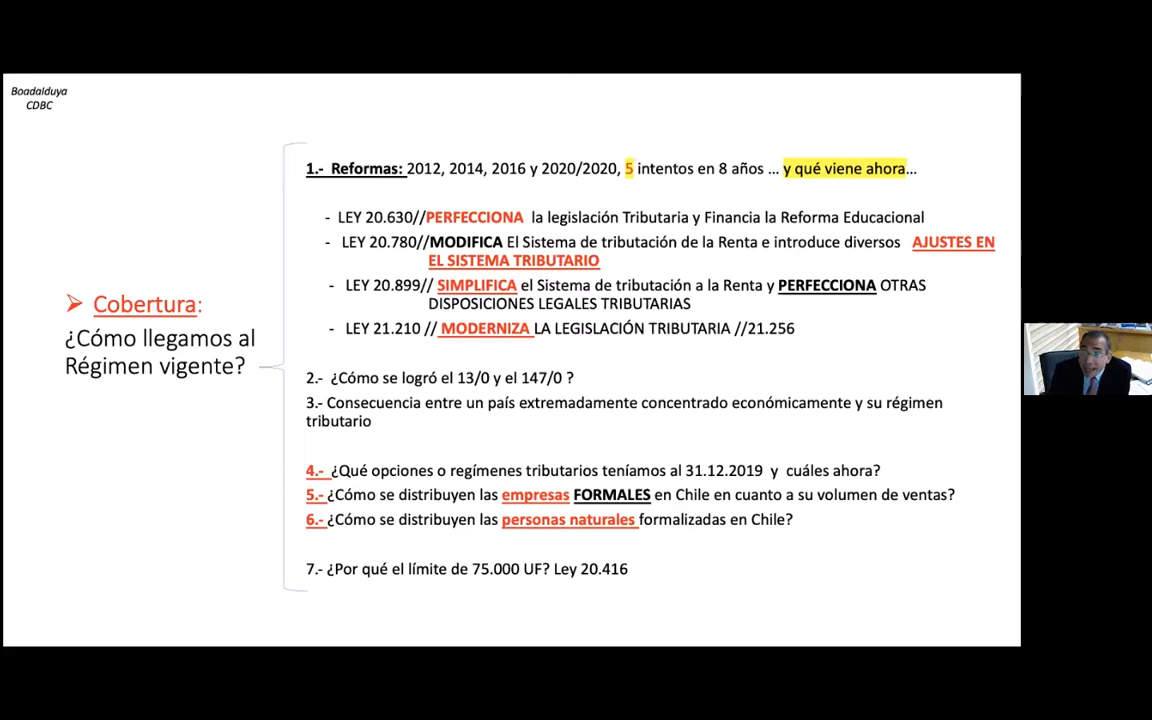 Boadalduya
CDBC
1.- Reformas: 2012, 2014, 2016 y 2020/2020, 5 intentos en 8 años … y qué viene ahora…
- LEY 20.630//PERFECCIONA la legislación Tributaria y Financia la Reforma Educacional
- LEY 20.780//MODIFICA El Sistema de tributación de la Renta e introduce diversos AJUSTES EN
EL SISTEMA TRIBUTARIO
- LEY 20.899// SIMPLIFICA el Sistema de tributación a la Renta y PERFECCIONA OTRAS
DISPOSICIONES LEGALES TRIBUTARIAS
- LEY 21.210 // MODERNIZA LA LEGISLACIÓN TRIBUTARIA //21.256
➢ Cobertura:
¿Cómo llegamos al
Régimen vigente?
2.- ¿Cómo se logró el 13/0 y el 147/0 ?
3.- Consecuencia entre un país extremadamente concentrado económicamente y su régimen
tributario
4.- ¿Qué opciones o regímenes tributarios teníamos al 31.12.2019 y cuáles ahora?
5.- ¿Cómo se distribuyen las empresas FORMALES en Chile en cuanto a su volumen de ventas?
6.- ¿Cómo se distribuyen las personas naturales formalizadas en Chile?
7.- ¿Por qué el límite de 75.000 UF? Ley 20.416